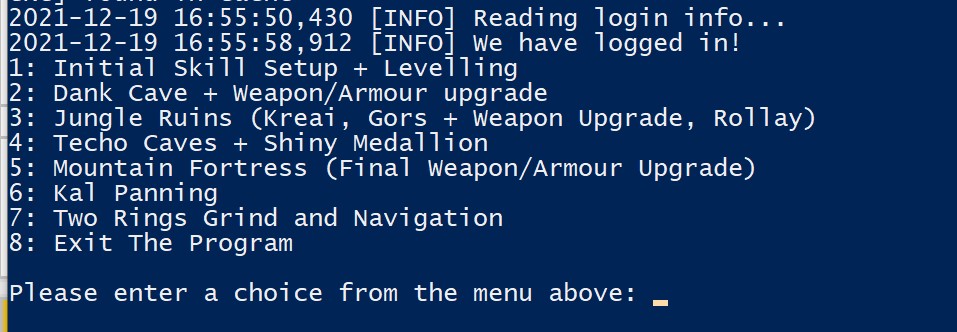 2021-12-19 16:55:50,430 [INFO] Reading login info...
2021-12-19 16:55:58,912 [INFO] We have logged in!
1: Initial Skill Setup + Levelling
2: Dank Cave + Weapon/Armour upgrade
3: Jungle Ruins (Kreai, Gors + Weapon Upgrade, Rollay)
4: Techo Caves + Shiny Medallion
5: Mountain Fortress (Final Weapon/Armour Upgrade)
6: Kal Panning
7: Two Rings Grind and Navigation
8: Exit The Program
Please enter a choice from the menu above: